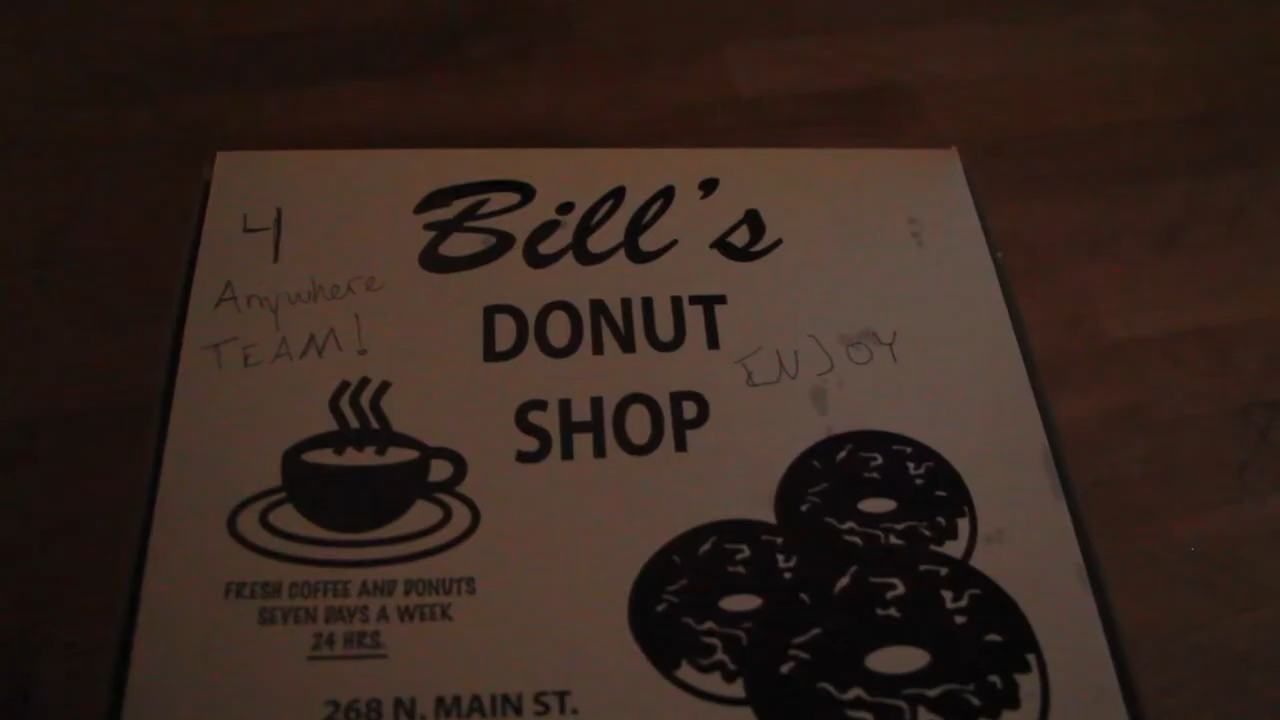 Bill's
DONUT
SHOP
4
Anywhere
TEAM!
ENJOY
FRESH COFFEE AND DONUTS
SEVEN DAYS A WEEK
24 HRS.
268 N. MAIN ST.